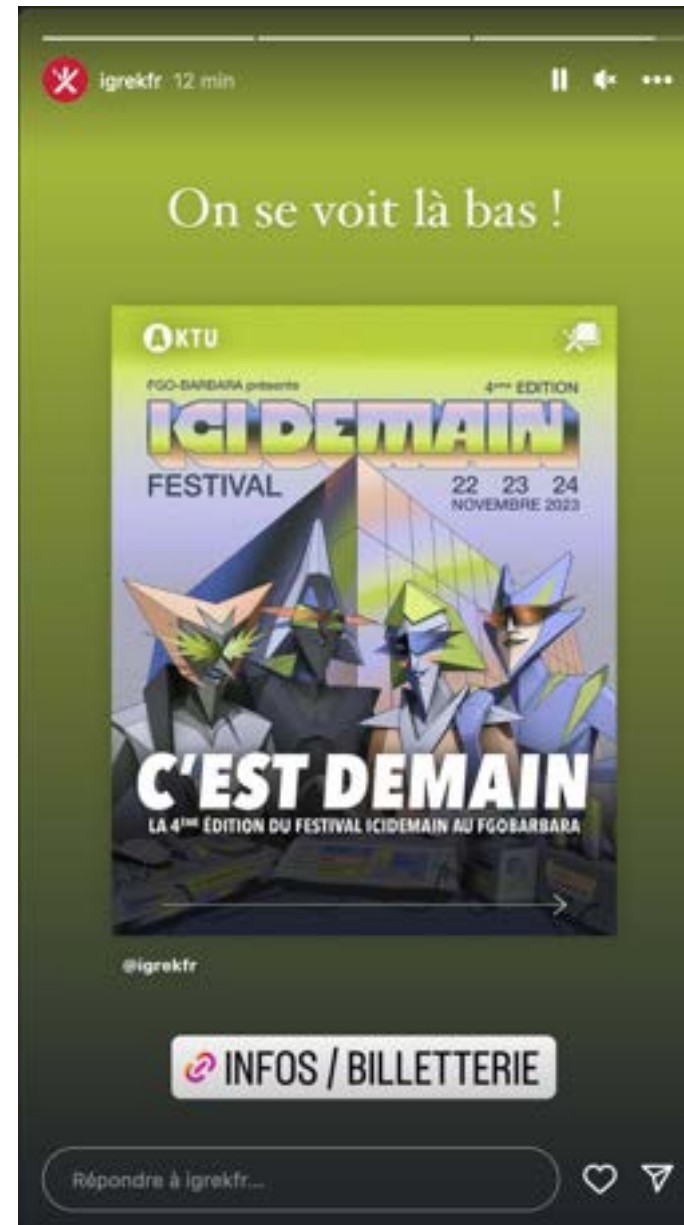 igrekfr 12 min
On se voit là bas !
AKTU
FGO-BARBARA présente
4ème EDITION
ICI DEMAIN
FESTIVAL
22 23 24
NOVEMBRE 2023
C'EST DEMAIN
LA 4ÈME ÉDITION DU FESTIVAL ICIDEMAIN AU FGOBARBARA
@igrekfr
INFOS / BILLETTERIE
Répondre à igrekfr...